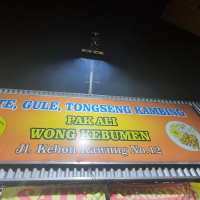 TE, GULE, TONGSENG KAMBING
PAK ALI
WONG KEBUMEN
Jl. Kebon Kawung No.12